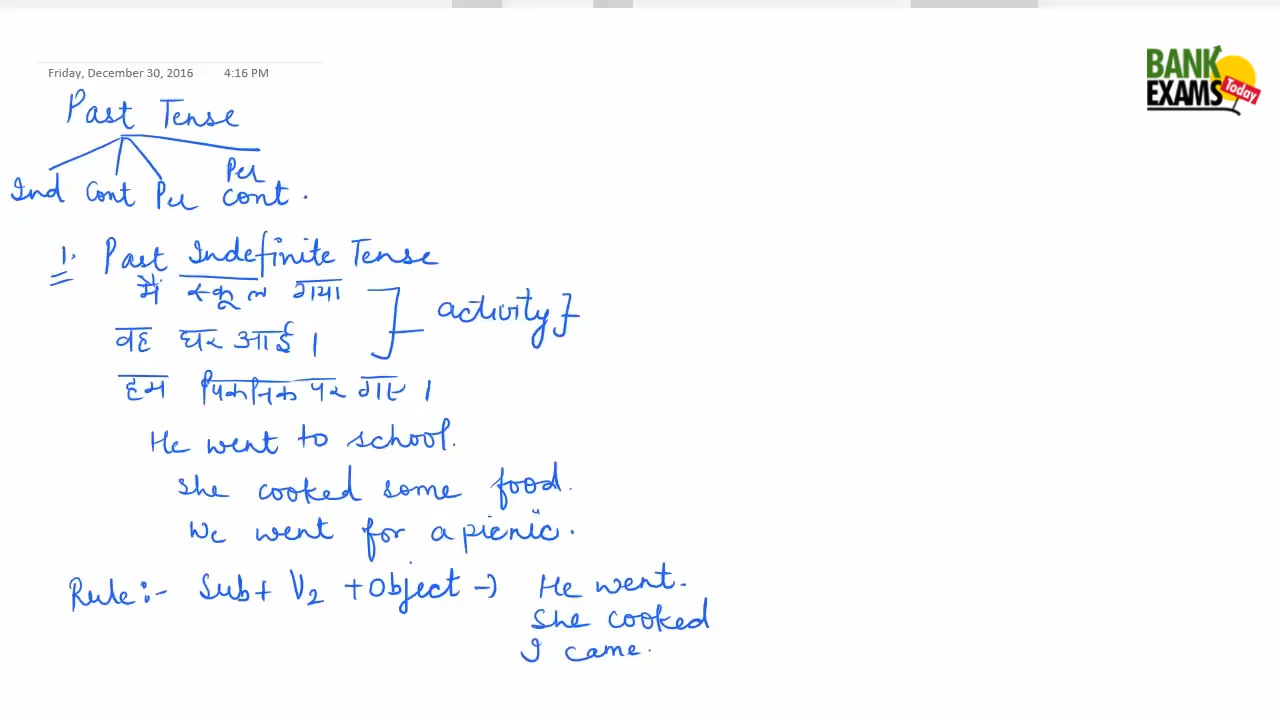 Friday, December 30, 2016 4:16 PM
BANK
EXAMS Today
Past Tense
Ind Cont Per Per cont.
1. Past Indefinite Tense
मैं स्कूल गया
वह घर आई ।
activity}
हम पिकनिक पर गए ।
He went to school.
She cooked some food.
We went for a picnic.
Rule:- Sub + V2 + Object → He went.
She cooked
I came.